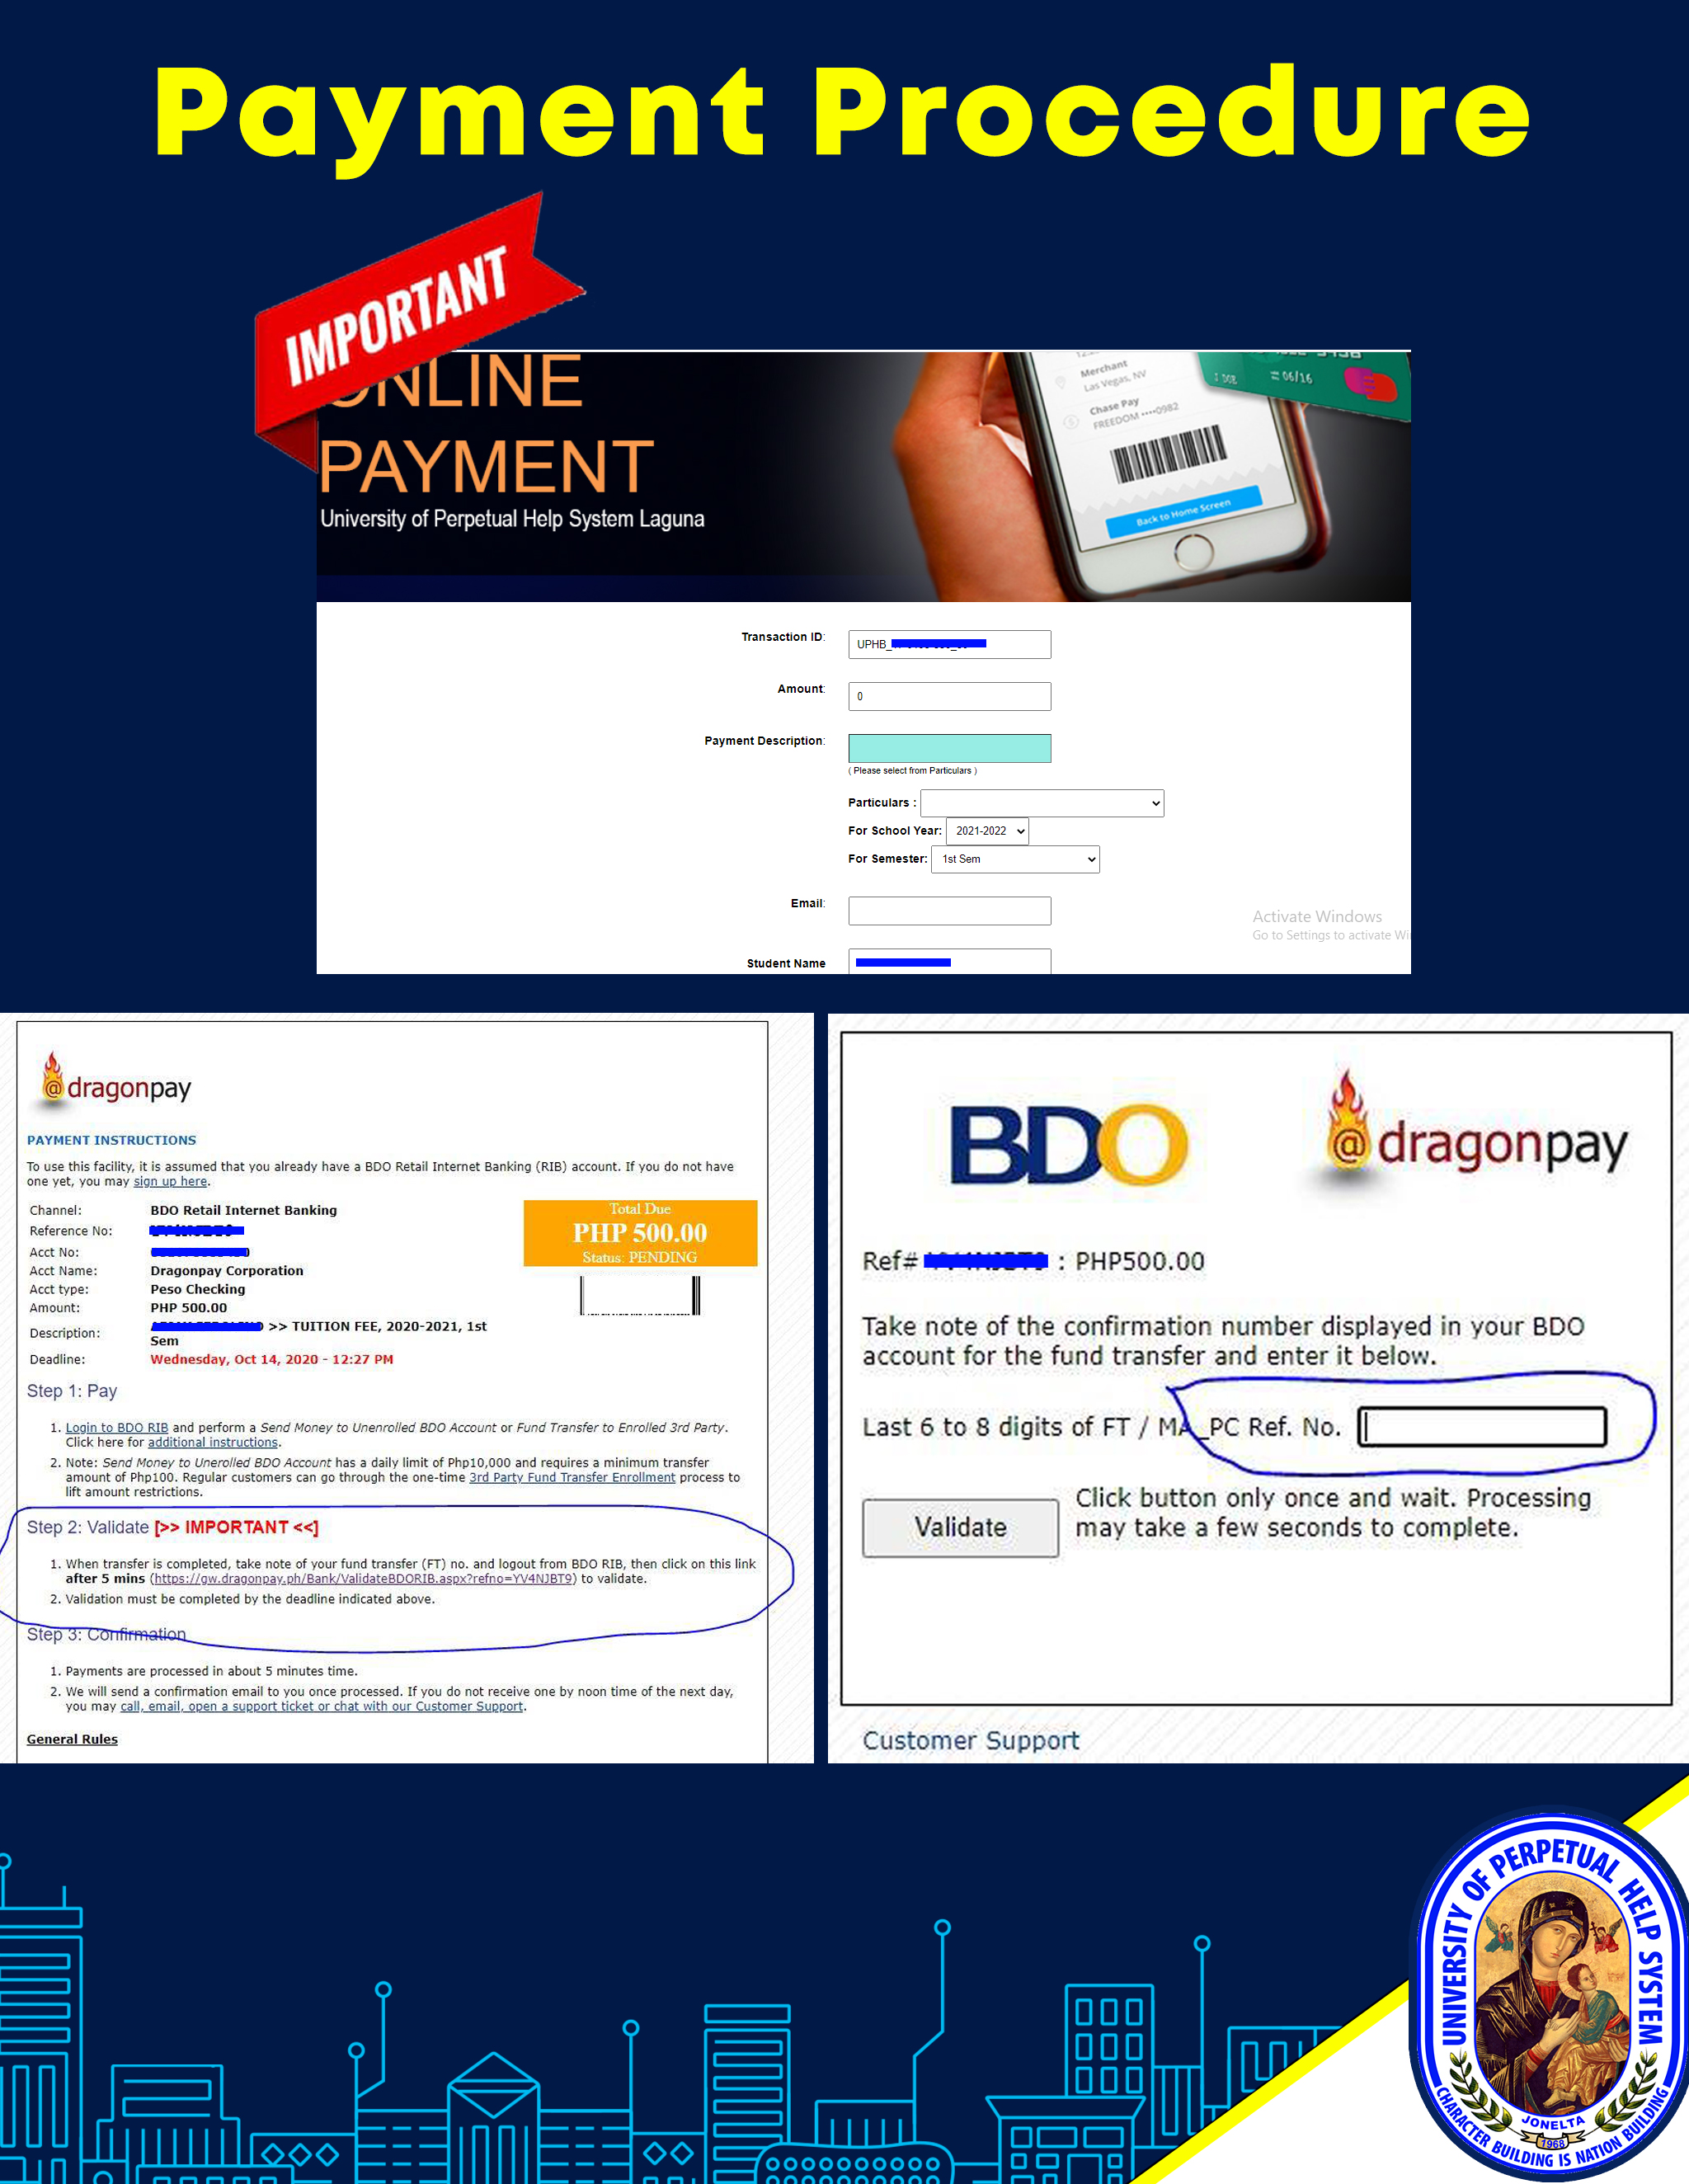 Payment Procedure
IMPORTANT
ONLINE
PAYMENT
University of Perpetual Help System Laguna
Merchant
Las Vegas, NV
Chase Pay
FREEDOM ····0982
Back to Home Screen
06/16
Transaction ID:
UPHB_
Amount:
0
Payment Description:
( Please select from Particulars )
Particulars :
For School Year: 2021-2022
For Semester: 1st Sem
Email:
Activate Windows
Go to Settings to activate
Student Name
@dragonpay
PAYMENT INSTRUCTIONS
To use this facility, it is assumed that you already have a BDO Retail Internet Banking (RIB) account. If you do not have
one yet, you may sign up here.
Channel: BDO Retail Internet Banking
Reference No:
Acct No:
Acct Name: Dragonpay Corporation
Acct type: Peso Checking
Amount: PHP 500.00
Description: >> TUITION FEE, 2020-2021, 1st
Sem
Deadline: Wednesday, Oct 14, 2020 - 12:27 PM
Total Due
PHP 500.00
Status: PENDING
Step 1: Pay
1. Login to BDO RIB and perform a Send Money to Unenrolled BDO Account or Fund Transfer to Enrolled 3rd Party.
Click here for additional instructions.
2. Note: Send Money to Unerolled BDO Account has a daily limit of Php10,000 and requires a minimum transfer
amount of Php100. Regular customers can go through the one-time 3rd Party Fund Transfer Enrollment process to
lift amount restrictions.
Step 2: Validate [>> IMPORTANT <<]
1. When transfer is completed, take note of your fund transfer (FT) no. and logout from BDO RIB, then click on this link
after 5 mins (https://gw.dragonpay.ph/Bank/ValidateBDORIB.aspx?refno=YV4NJBT9) to validate.
2. Validation must be completed by the deadline indicated above.
Step 3: Confirmation
1. Payments are processed in about 5 minutes time.
2. We will send a confirmation email to you once processed. If you do not receive one by noon time of the next day,
you may call, email, open a support ticket or chat with our Customer Support.
General Rules
BDO
@dragonpay
Ref# : PHP500.00
Take note of the confirmation number displayed in your BDO
account for the fund transfer and enter it below.
Last 6 to 8 digits of FT / MA_PC Ref. No.
Validate
Click button only once and wait. Processing
may take a few seconds to complete.
Customer Support
UNIVERSITY OF PERPETUAL HELP SYSTEM
JONELTA
1968
CHARACTER BUILDING IS NATION BUILDING